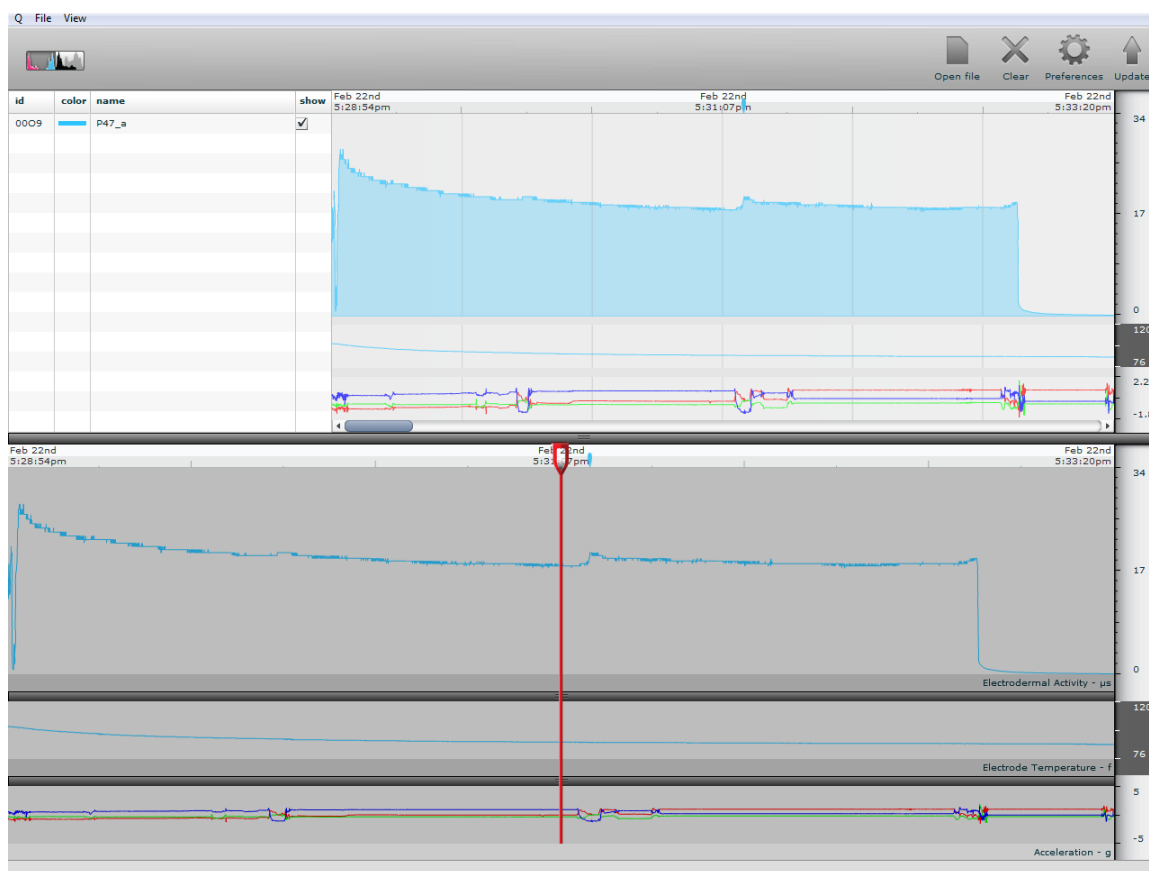 Q File View
Open file Clear Preferences Update
id color name show
0009 P47_a
Feb 22nd Feb 22nd Feb 22nd
5:28:54pm 5:31:07pm 5:33:20pm
34
17
0
120
76
2.2
Feb 22nd Feb 22nd Feb 22nd
5:28:54pm 5:33:20pm
34
17
0
Electrodermal Activity - µs
120
76
Electrode Temperature - f
5
-5
Acceleration - g